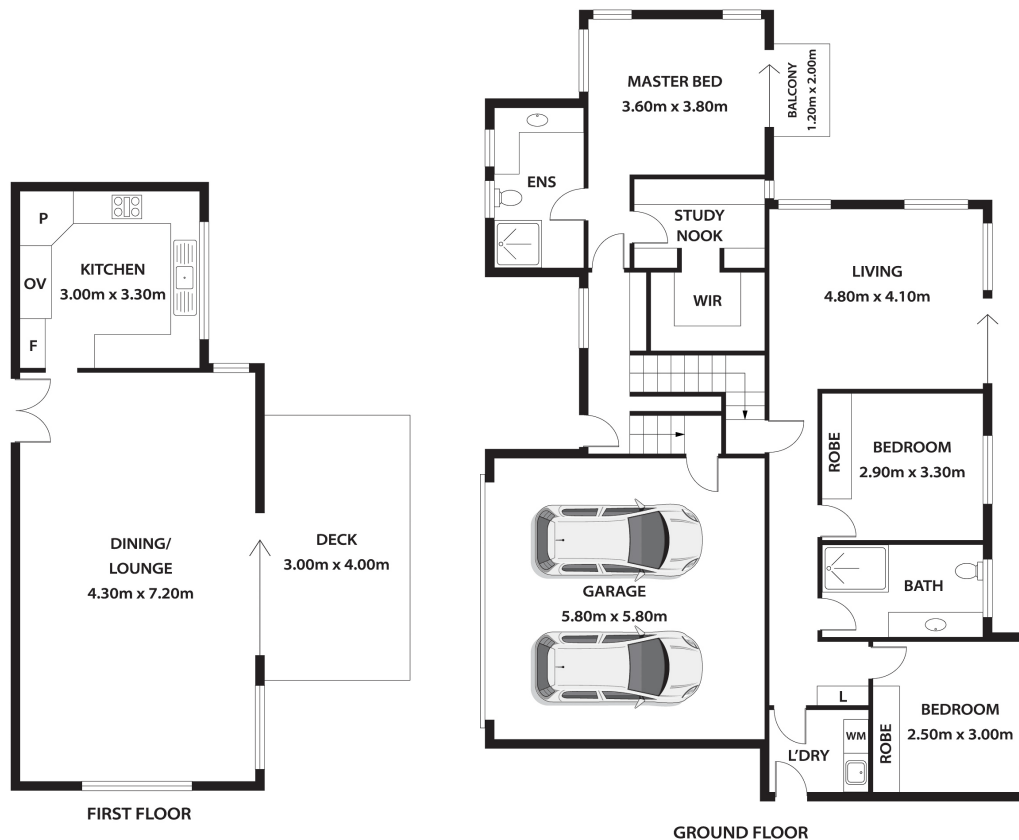 P
KITCHEN
3.00m x 3.30m
OV
F
DINING/
LOUNGE
4.30m x 7.20m
DECK
3.00m x 4.00m
FIRST FLOOR
MASTER BED
3.60m x 3.80m
BALCONY
1.20m x 2.00m
ENS
STUDY
NOOK
WIR
LIVING
4.80m x 4.10m
ROBE
BEDROOM
2.90m x 3.30m
GARAGE
5.80m x 5.80m
BATH
L
BEDROOM
2.50m x 3.00m
ROBE
WM
L'DRY
GROUND FLOOR